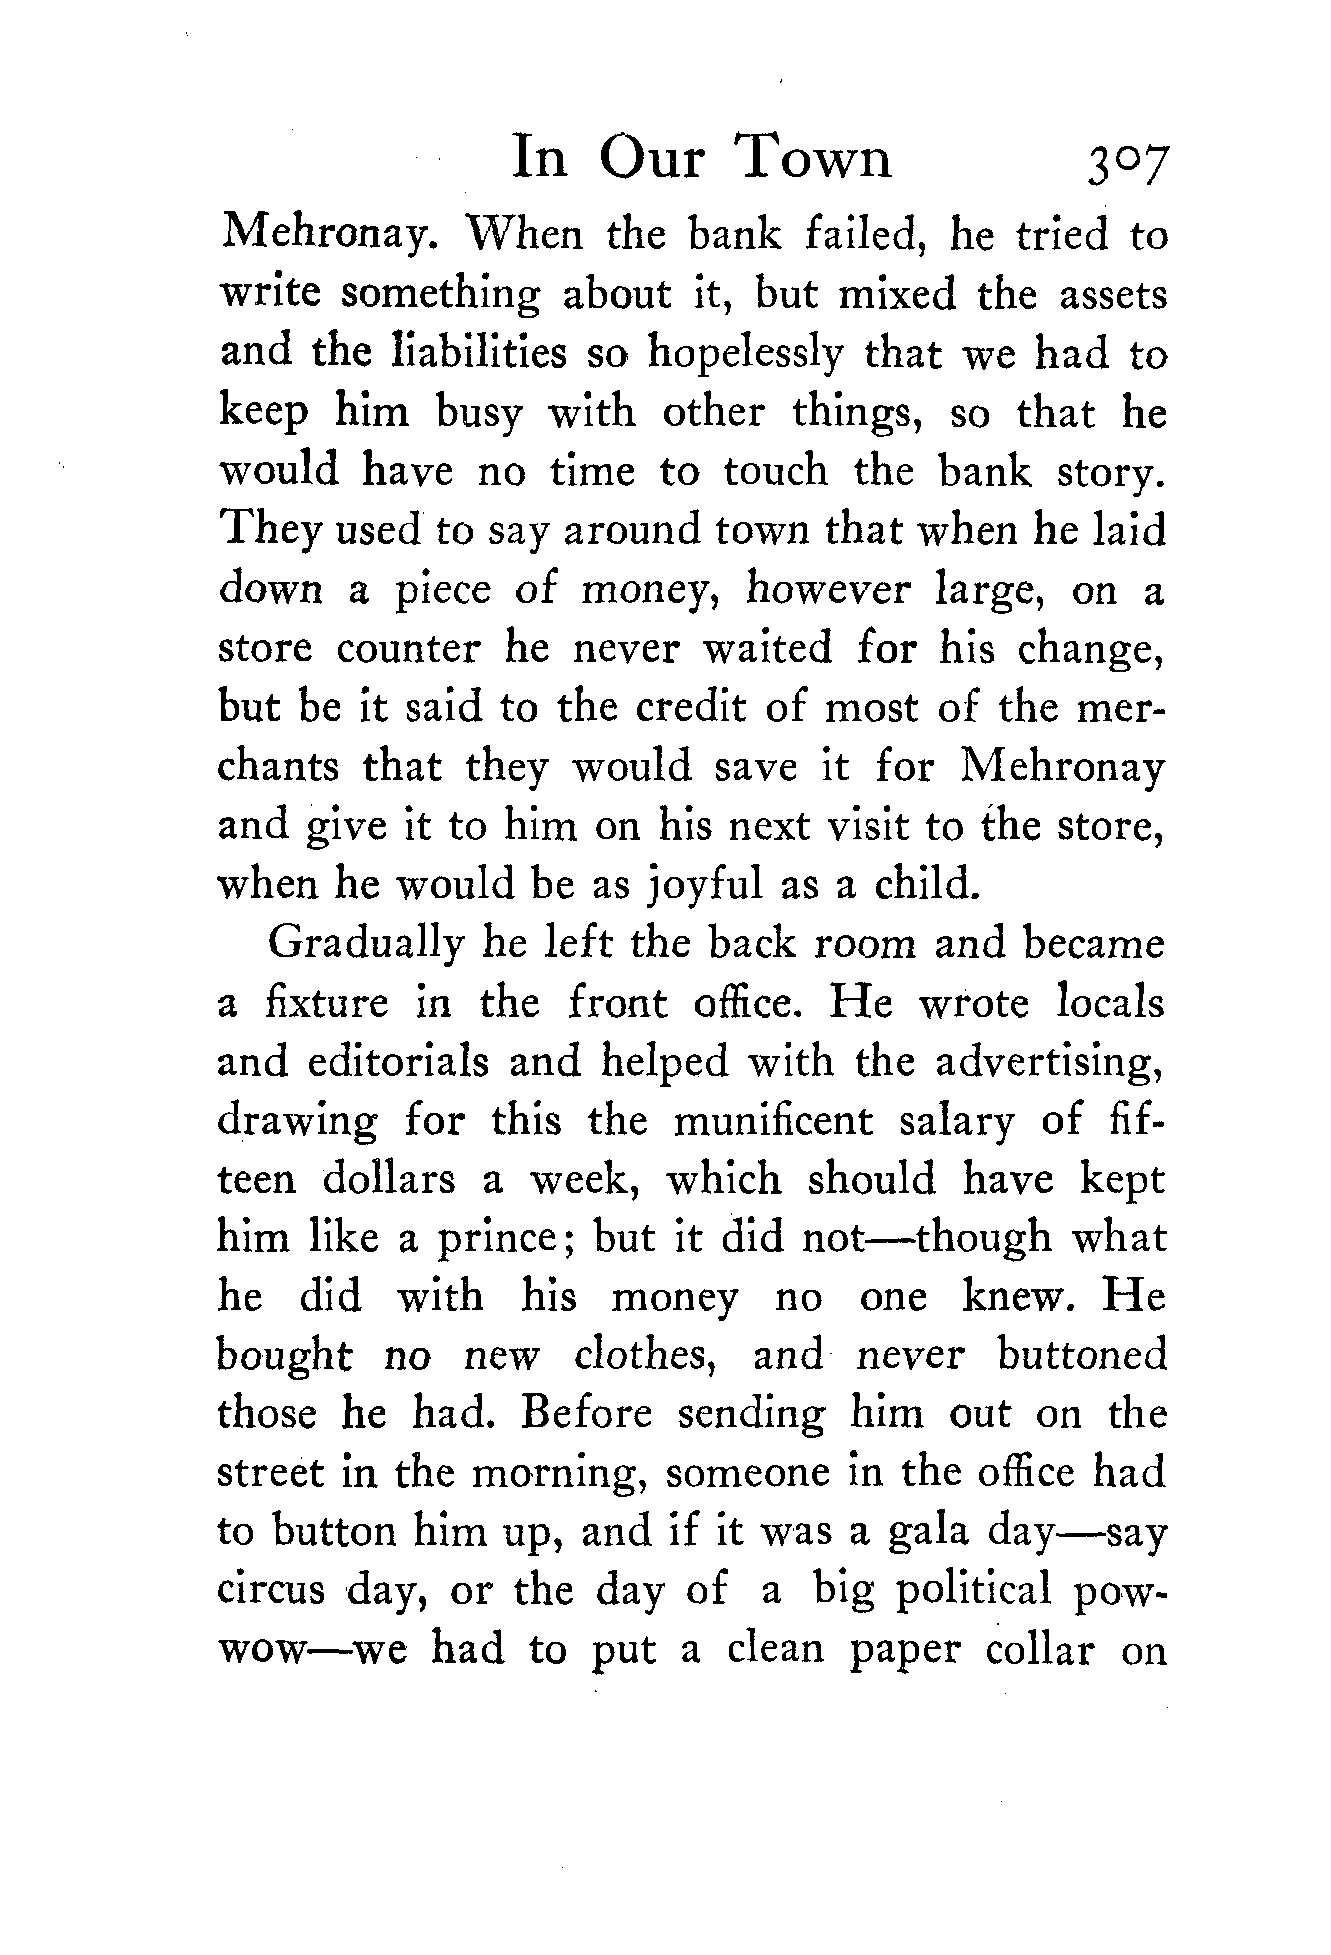 In Our Town 307
Mehronay. When the bank failed, he tried to
write something about it, but mixed the assets
and the liabilities so hopelessly that we had to
keep him busy with other things, so that he
would have no time to touch the bank story.
They used to say around town that when he laid
down a piece of money, however large, on a
store counter he never waited for his change,
but be it said to the credit of most of the mer-
chants that they would save it for Mehronay
and give it to him on his next visit to the store,
when he would be as joyful as a child.
Gradually he left the back room and became
a fixture in the front office. He wrote locals
and editorials and helped with the advertising,
drawing for this the munificent salary of fif-
teen dollars a week, which should have kept
him like a prince; but it did not—though what
he did with his money no one knew. He
bought no new clothes, and never buttoned
those he had. Before sending him out on the
street in the morning, someone in the office had
to button him up, and if it was a gala day—say
circus day, or the day of a big political pow-
wow—we had to put a clean paper collar on